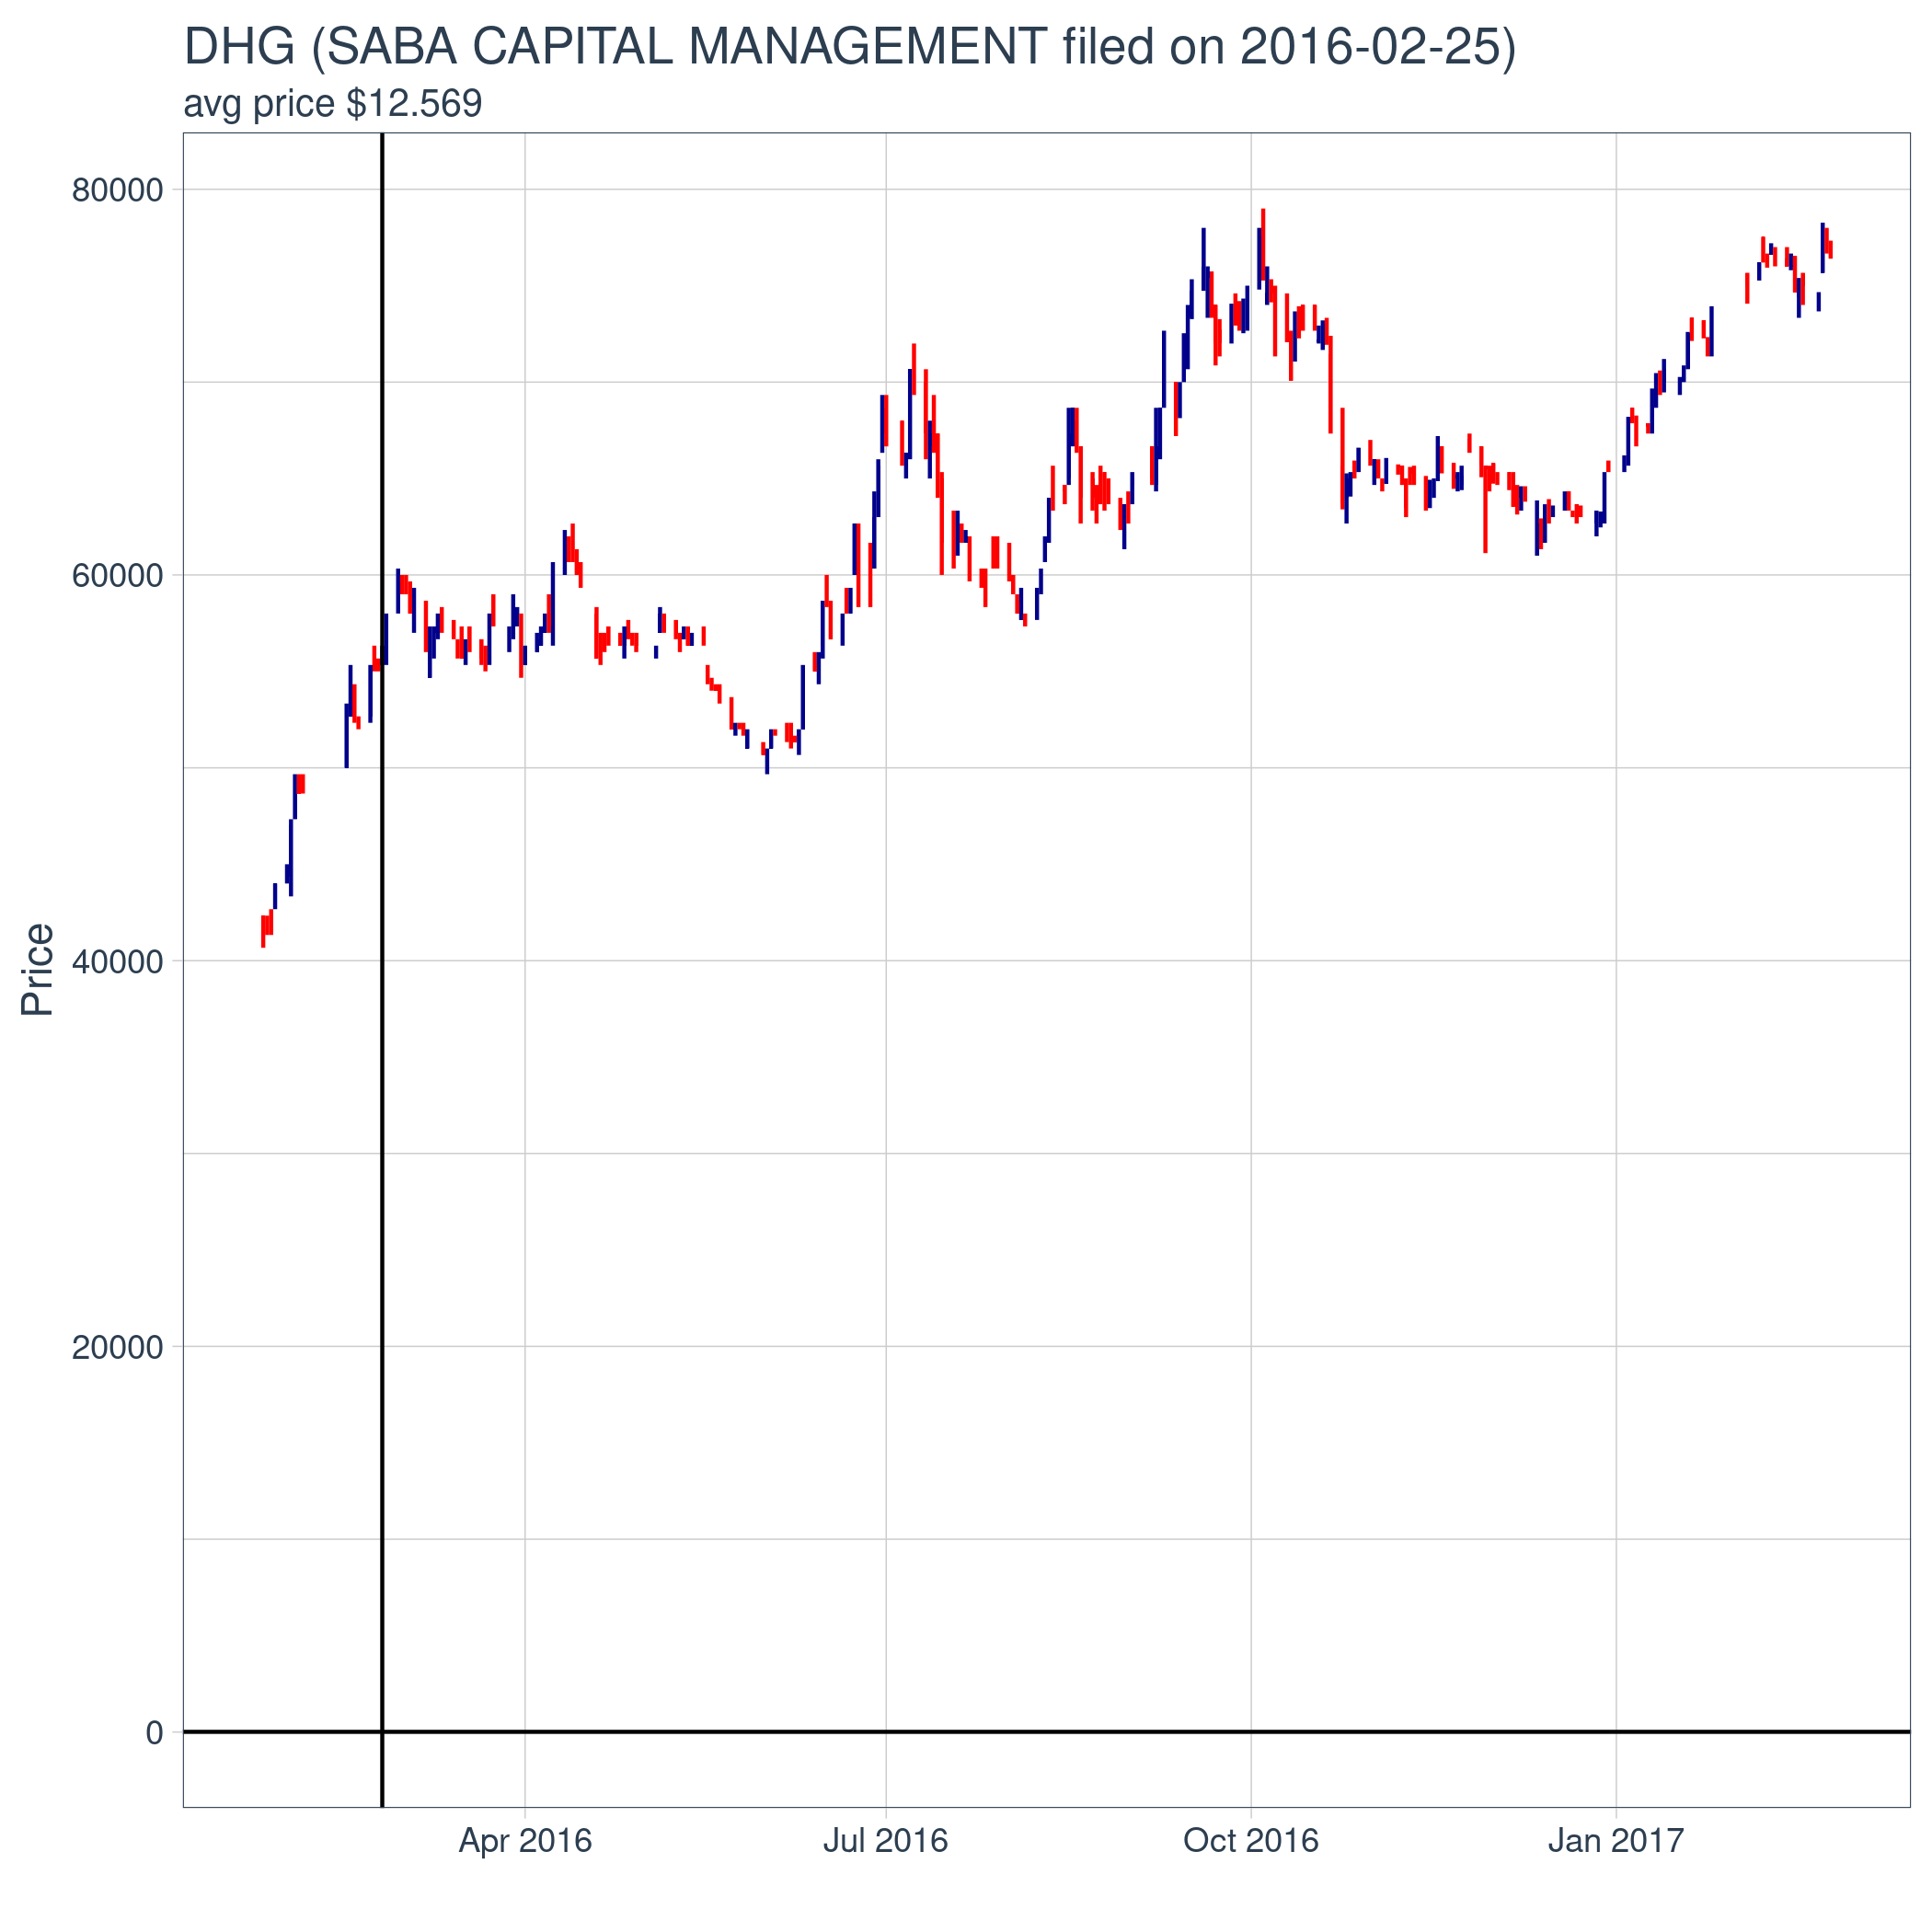 DHG (SABA CAPITAL MANAGEMENT filed on 2016-02-25)
avg price $12.569
80000
60000
40000
20000
0
Price
Apr 2016
Jul 2016
Oct 2016
Jan 2017